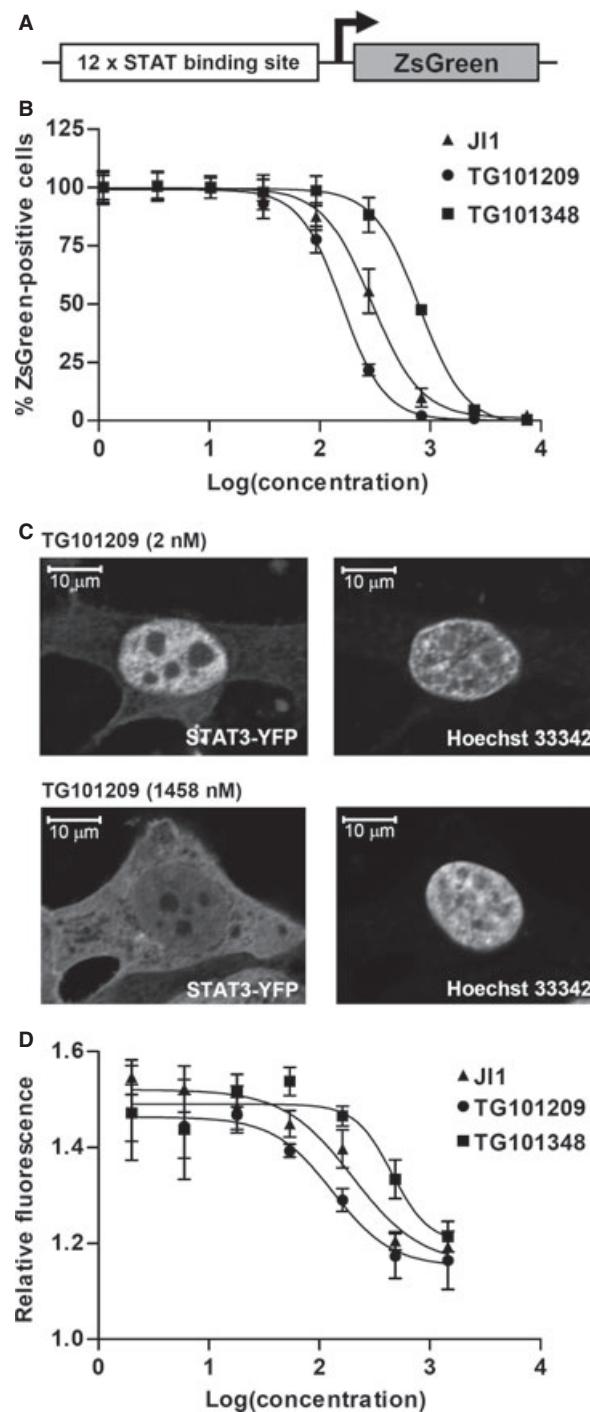 A
12 x STAT binding site
ZsGreen
B
% ZsGreen-positive cells
125
100
75
50
25
0
JI1
TG101209
TG101348
0 1 2 3 4
Log(concentration)
C
TG101209 (2 nM)
10 µm
STAT3-YFP
10 µm
Hoechst 33342
TG101209 (1458 nM)
10 µm
STAT3-YFP
10 µm
Hoechst 33342
D
Relative fluorescence
1.6
1.4
1.2
1.0
JI1
TG101209
TG101348
0 1 2 3 4
Log(concentration)